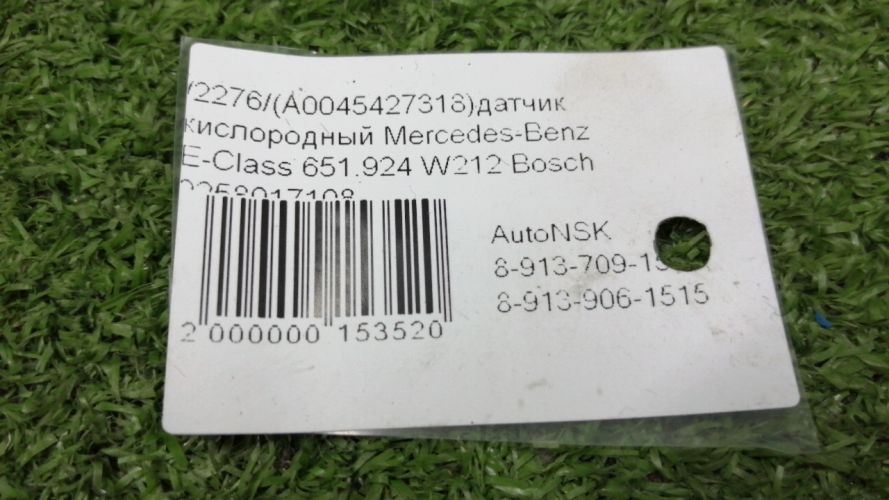 /2276/(A0045427318)датчик
кислородный Mercedes-Benz
E-Class 651.924 W212 Bosch
0258017108
AutoNSK
8-913-709-1
8-913-906-1515
2 000000 153520